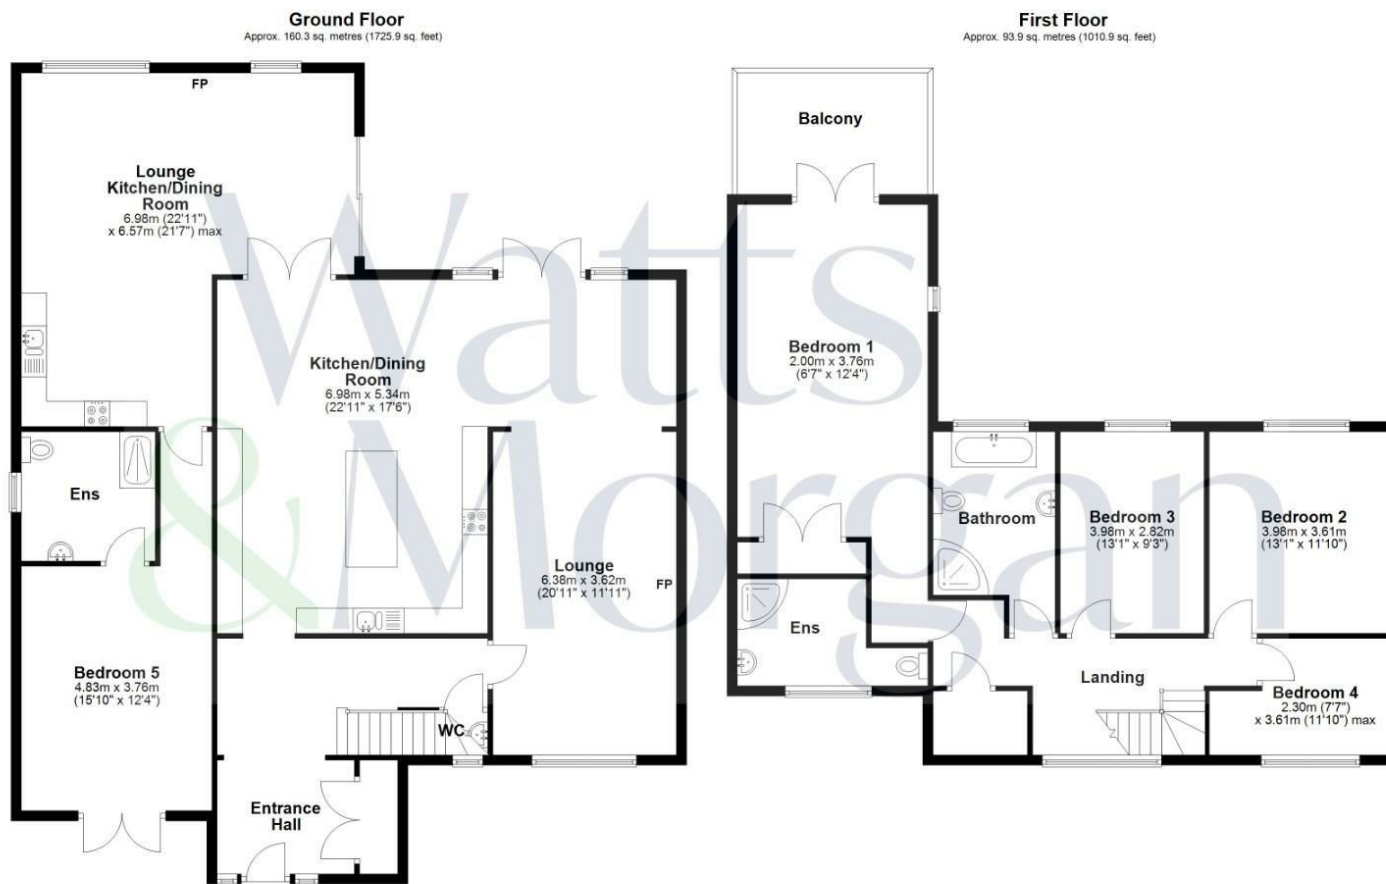 Ground Floor
Approx. 160.3 sq. metres (1725.9 sq. feet)
FP
Lounge
Kitchen/Dining
Room
6.98m (22'11")
x 6.57m (21'7") max
Kitchen/Dining
Room
6.98m x 5.34m
(22'11" x 17'6")
Ens
Lounge
6.38m x 3.62m
(20'11" x 11'11")
FP
Bedroom 5
4.83m x 3.76m
(15'10" x 12'4")
WC
Entrance
Hall
First Floor
Approx. 93.9 sq. metres (1010.9 sq. feet)
Balcony
Bedroom 1
2.00m x 3.76m
(6'7" x 12'4")
Bathroom
Bedroom 3
3.98m x 2.82m
(13'1" x 9'3")
Bedroom 2
3.98m x 3.61m
(13'1" x 11'10")
Ens
Landing
Bedroom 4
2.30m (7'7")
x 3.61m (11'10") max
Watts
&Morgan